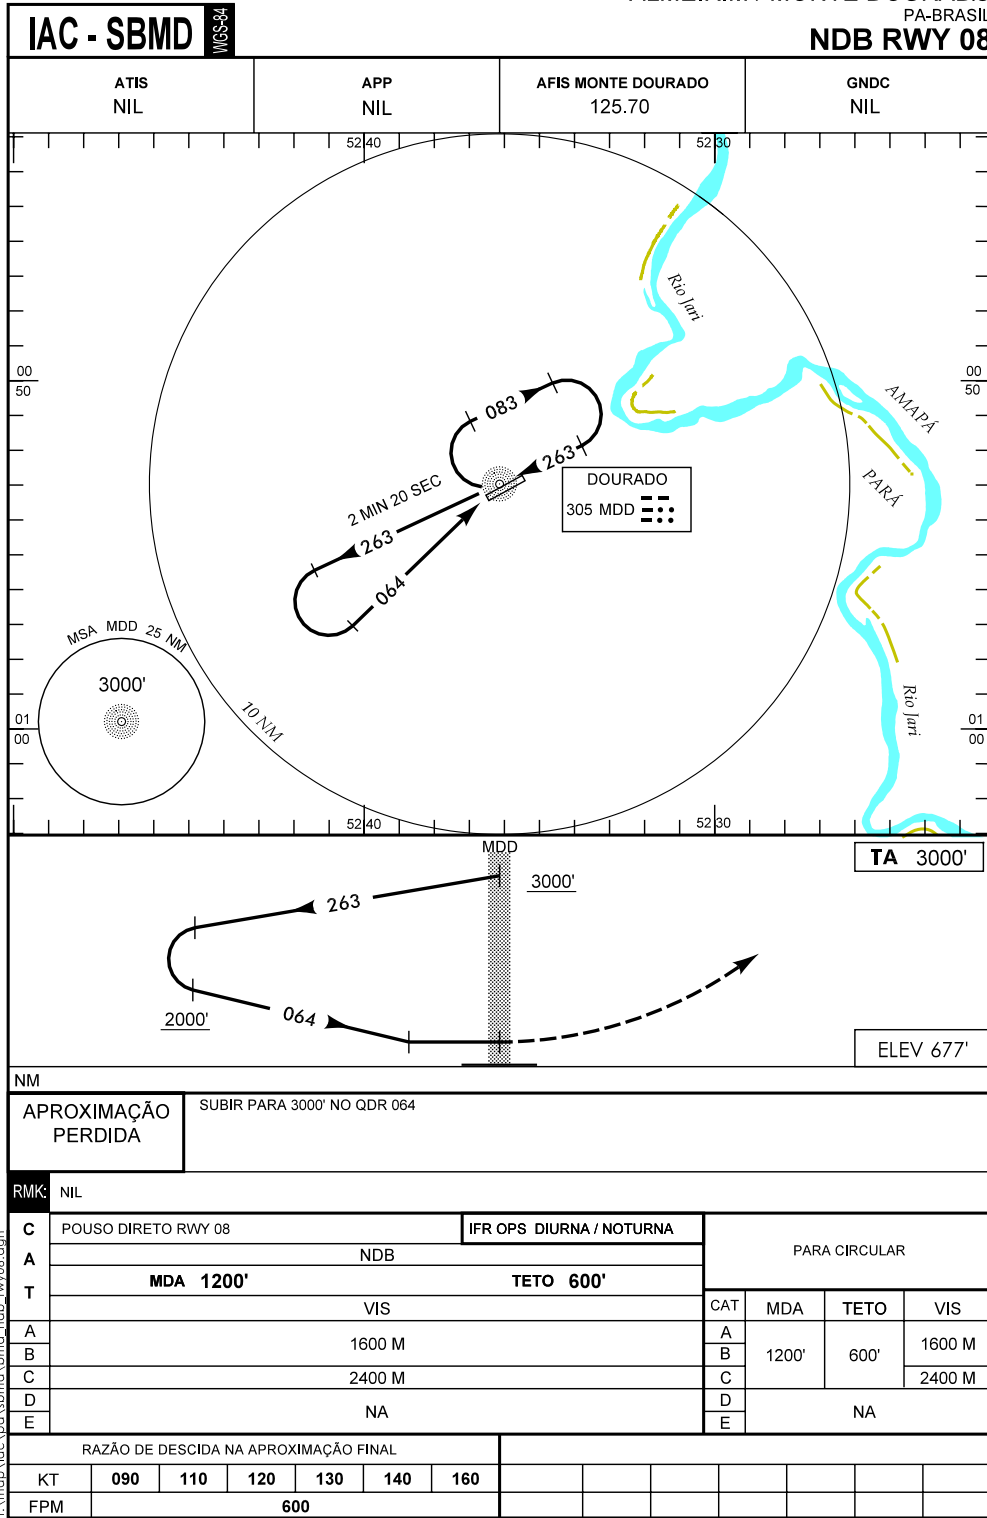 PA-BRASIL
IAC - SBMD
WGS-84
NDB RWY 08
ATIS
NIL
APP
NIL
AFIS MONTE DOURADO
125.70
GNDC
NIL
52 40
52 30
Rio Jari
00
50
00
50
083
AMAPÁ
263
PARÁ
DOURADO
305 MDD
2 MIN 20 SEC
263
064
MSA MDD 25 NM
3000'
10 NM
Rio Jari
01
00
01
00
52 40
52 30
MDD
TA 3000'
3000'
263
064
2000'
ELEV 677'
NM
APROXIMAÇÃO
PERDIDA
SUBIR PARA 3000' NO QDR 064
RMK: NIL
C A T
POUSO DIRETO RWY 08
IFR OPS DIURNA / NOTURNA
PARA CIRCULAR
NDB
MDA 1200' TETO 600'
VIS
CAT MDA TETO VIS
A
B
1600 M
A
B
C
1200'
600'
1600 M
C
2400 M
2400 M
D
E
NA
D
E
NA
RAZÃO DE DESCIDA NA APROXIMAÇÃO FINAL
KT 090 110 120 130 140 160
FPM 600